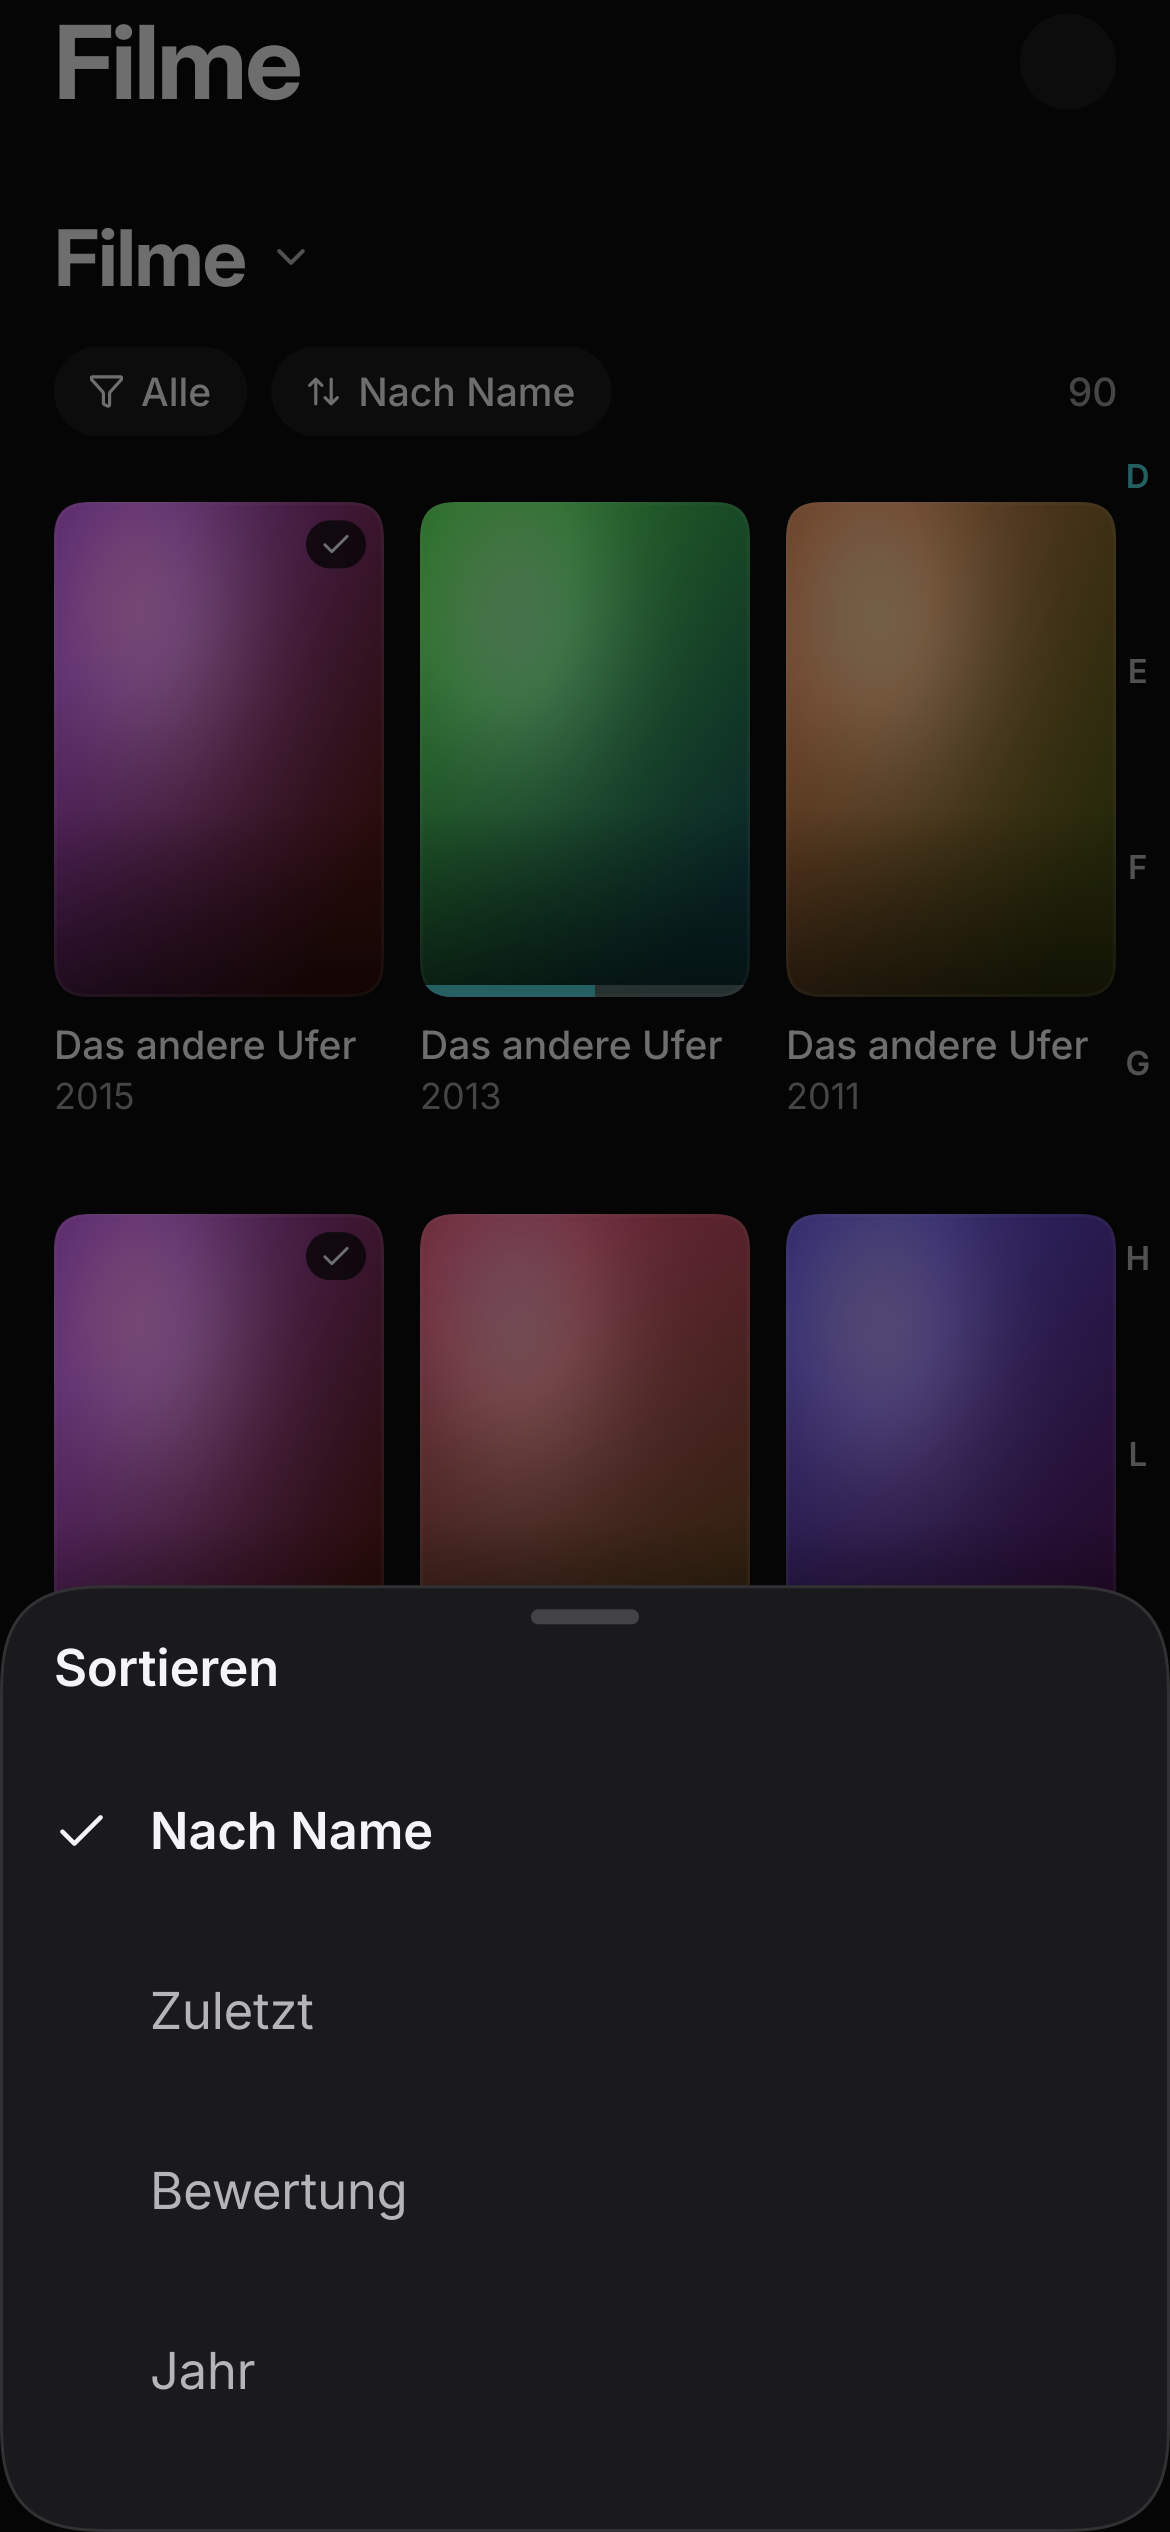 Filme
Filme
Alle
Nach Name
90
D
E
F
Das andere Ufer
2015
Das andere Ufer
2013
Das andere Ufer
2011
G
H
L
Sortieren
Nach Name
Zuletzt
Bewertung
Jahr